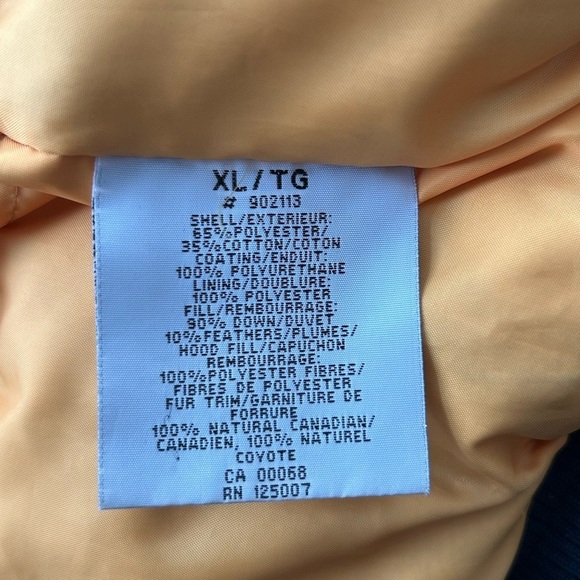 XL/TG
# 902113
SHELL/EXTERIEUR:
65%POLYESTER/
35%COTTON/COTON
COATING/ENDUIT:
100% POLYURETHANE
LINING/DOUBLURE:
100% POLYESTER
FILL/REMBOURRAGE:
90% DOWN/DUVET
10%FEATHERS/PLUMES/
HOOD FILL/CAPUCHON
REMBOURRAGE:
100%POLYESTER FIBRES/
FIBRES DE POLYESTER
FUR TRIM/GARNITURE DE
FORRURE
100% NATURAL CANADIAN/
CANADIEN, 100% NATUREL
COYOTE
CA 00068
RN 125007